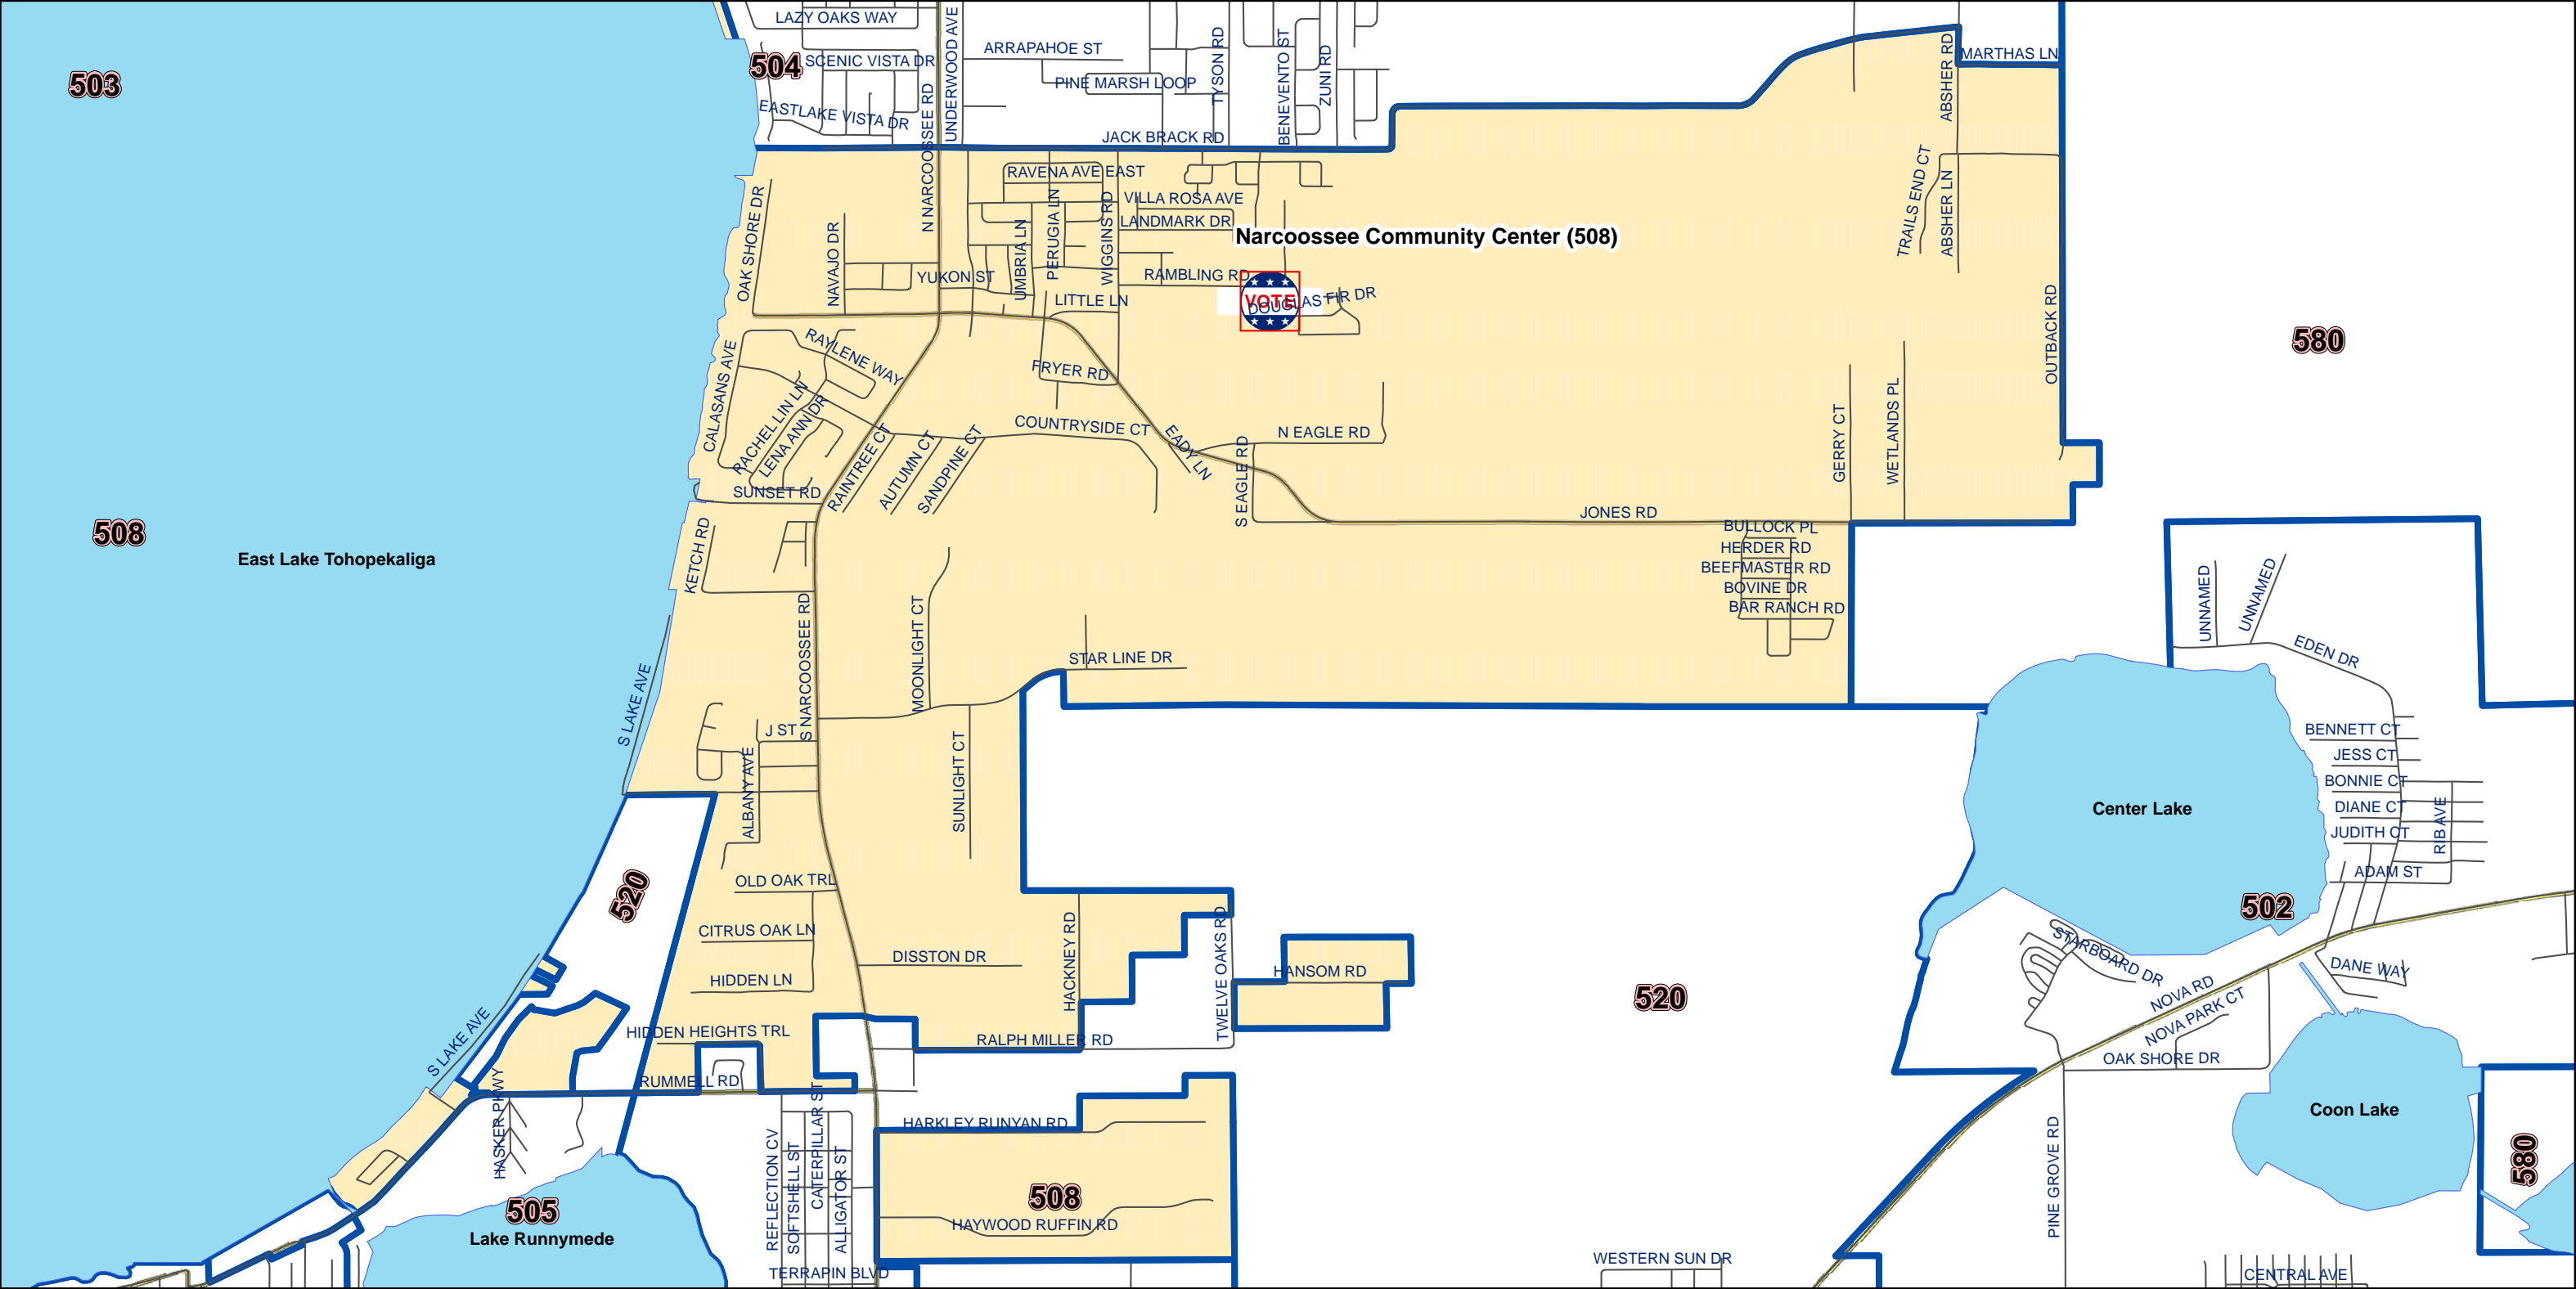 LAZY OAKS WAY
503
504
SCENIC VISTA DR
EASTLAKE VISTA DR
N NARCOOSSEE RD
UNDERWOOD AVE
ARRAPAHOE ST
PINE MARSH LOOP
TYSON RD
BENEVENTO ST
ZUNI RD
JACK BRACK RD
ABSHER RD
MARTHAS LN
OAK SHORE DR
NAVAJO DR
RAVENA AVE EAST
PERUGIA LN
UMBRIA LN
WIGGINS RD
VILLA ROSA AVE
LANDMARK DR
Narcoossee Community Center (508)
TRAILS END CT
ABSHER LN
YUKON ST
RAMBLING RD
LITTLE LN
VOTE
DOUGLAS FIR DR
OUTBACK RD
580
CALASANS AVE
RAYLENE WAY
RACHEL LIN LN
LENA ANN DR
FRYER RD
COUNTRYSIDE CT
EADY LN
N EAGLE RD
S EAGLE RD
GERRY CT
WETLANDS PL
RAINTREE CT
AUTUMN CT
SANDPINE CT
SUNSET RD
508
East Lake Tohopekaliga
KETCH RD
JONES RD
BULLOCK PL
HERDER RD
BEEFMASTER RD
BOVINE DR
BAR RANCH RD
UNNAMED
UNNAMED
EDEN DR
S NARCOOSSEE RD
MOONLIGHT CT
STAR LINE DR
S LAKE AVE
J ST
ALBANY AVE
SUNLIGHT CT
BENNETT CT
JESS CT
BONNIE CT
DIANE CT
JUDITH CT
RIB AVE
ADAM ST
Center Lake
502
520
OLD OAK TRL
CITRUS OAK LN
HIDDEN LN
DISSTON DR
HACKNEY RD
TWELVE OAKS RD
HANSOM RD
520
STARBOARD DR
NOVA RD
NOVA PARK CT
DANE WAY
OAK SHORE DR
S LAKE AVE
HIDDEN HEIGHTS TRL
RALPH MILLER RD
RUMMELL RD
HASKER PKWY
HARKLEY RUNYAN RD
Coon Lake
580
PINE GROVE RD
505
Lake Runnymede
REFLECTION CV
SOFTSHELL ST
CATERPILLAR ST
ALLIGATOR ST
508
HAYWOOD RUFFIN RD
TERRAPIN BLVD
WESTERN SUN DR
CENTRAL AVE